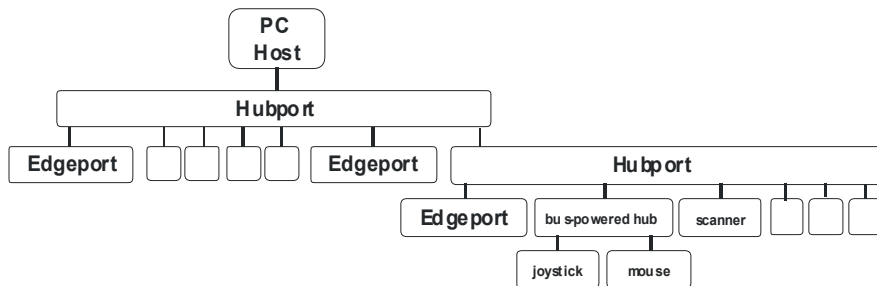 PC
Host
Hubport
Edgeport
Edgeport
Hubport
Edgeport
bus-powered hub
scanner
joystick
mouse